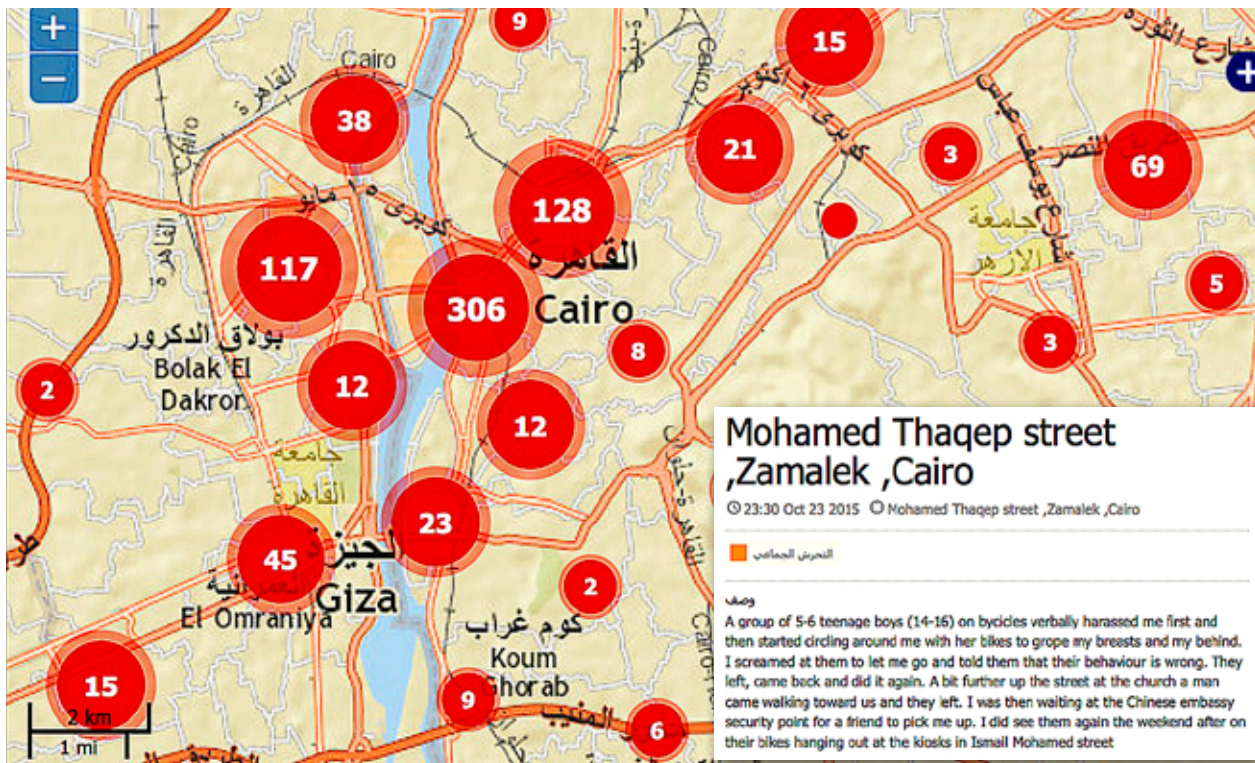 +
−
9
15
+
Cairo
القاهرة
38
Cairo
21
3
69
128
117
القاهرة
Cairo
306
جامعة
الازهر
5
بولاق الدكرور
Bolak El
Dakror
2
12
8
3
12
جامعة
القاهرة
23
45
الجيزة
Giza
العمرانية
El Omraniya
2
كوم غراب
Koum
Ghorab
15
9
6
المنيب
2 km
1 mi
Mohamed Thaqep street
,Zamalek ,Cairo
23:30 Oct 23 2015 Mohamed Thaqep street ,Zamalek ,Cairo
التحرش الجماعي
وصف
A group of 5-6 teenage boys (14-16) on bycicles verbally harassed me first and
then started circling around me with her bikes to grope my breasts and my behind.
I screamed at them to let me go and told them that their behaviour is wrong. They
left, came back and did it again. A bit further up the street at the church a man
came walking toward us and they left. I was then waiting at the Chinese embassy
security point for a friend to pick me up. I did see them again the weekend after on
their bikes hanging out at the kiosks in Ismail Mohamed street